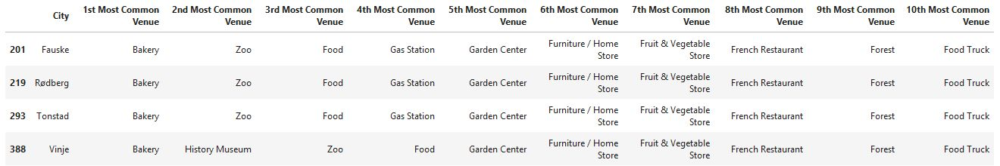 City 1st Most Common Venue 2nd Most Common Venue 3rd Most Common Venue 4th Most Common Venue 5th Most Common Venue 6th Most Common Venue 7th Most Common Venue 8th Most Common Venue 9th Most Common Venue 10th Most Common Venue
201 Fauske Bakery Zoo Food Gas Station Garden Center Furniture / Home Store Fruit & Vegetable Store French Restaurant Forest Food Truck
219 Rødberg Bakery Zoo Food Gas Station Garden Center Furniture / Home Store Fruit & Vegetable Store French Restaurant Forest Food Truck
293 Tonstad Bakery Zoo Food Gas Station Garden Center Furniture / Home Store Fruit & Vegetable Store French Restaurant Forest Food Truck
388 Vinje Bakery History Museum Zoo Food Garden Center Furniture / Home Store Fruit & Vegetable Store French Restaurant Forest Food Truck